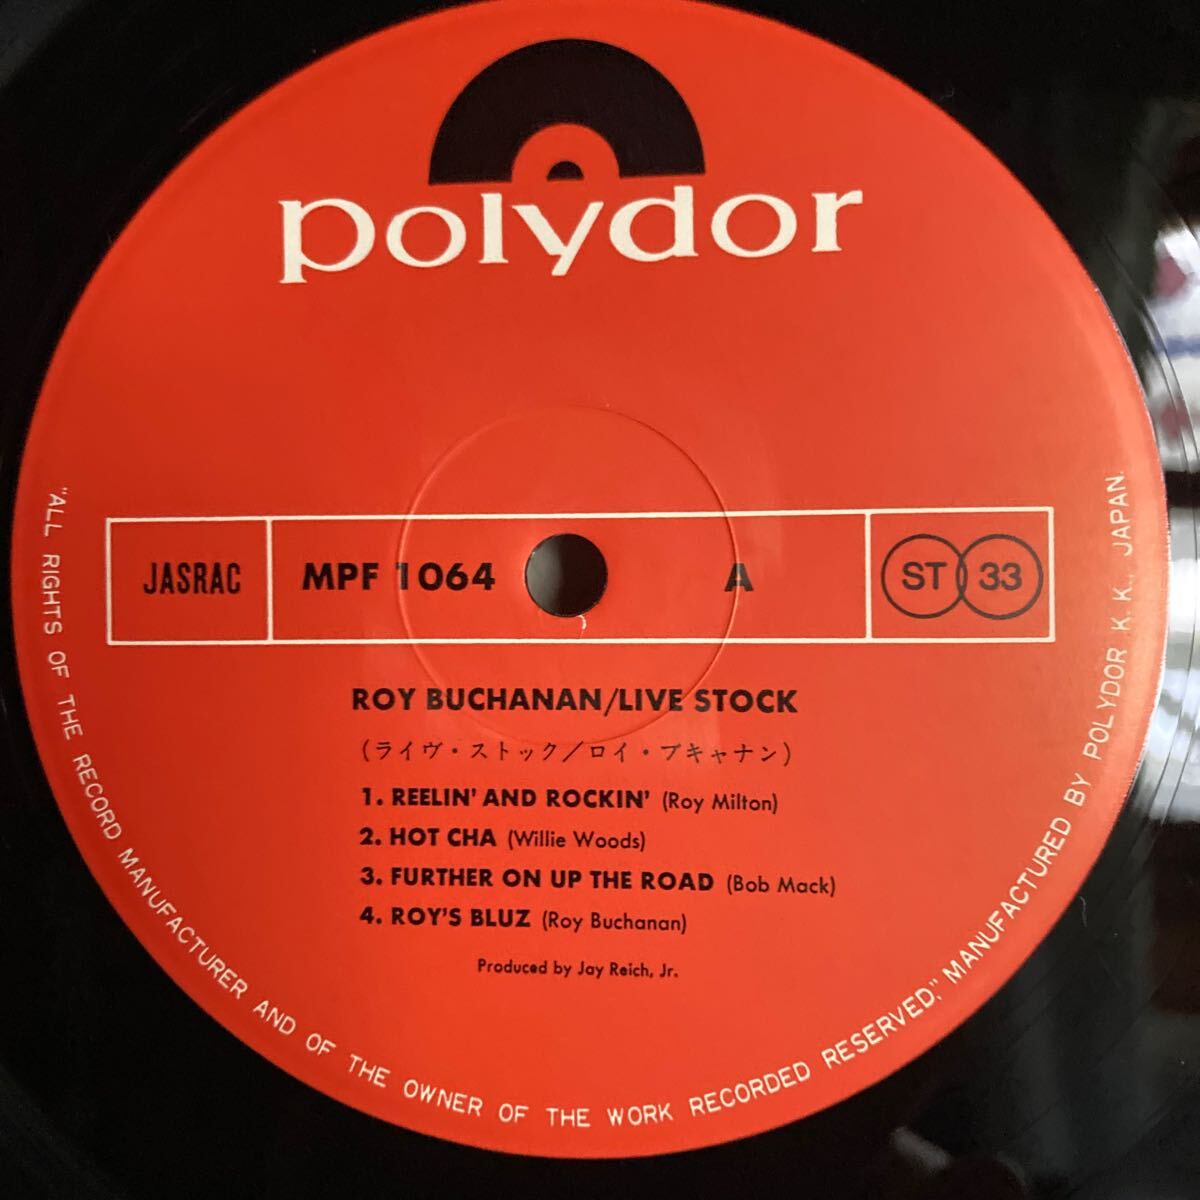 polydor
JASRAC
MPF 1064
A
ST 33
ROY BUCHANAN/LIVE STOCK
(ライヴ・ストック/ロイ・ブキャナン)
1. REELIN' AND ROCKIN' (Roy Milton)
2. HOT CHA (Willie Woods)
3. FURTHER ON UP THE ROAD (Bob Mack)
4. ROY'S BLUZ (Roy Buchanan)
Produced by Jay Reich, Jr.
"ALL RIGHTS OF THE RECORD MANUFACTURER AND OF THE OWNER OF THE WORK RECORDED RESERVED," MANUFACTURED BY POLYDOR K. K., JAPAN.